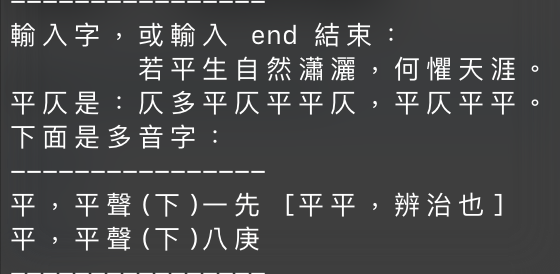 ----------------
輸入字，或輸入 end 結束：
若平生自然瀟灑，何懼天涯。
平仄是：仄多平仄平平仄，平仄平平。
下面是多音字：
----------------
平，平聲(下)一先 [平平，辨治也]
平，平聲(下)八庚
----------------